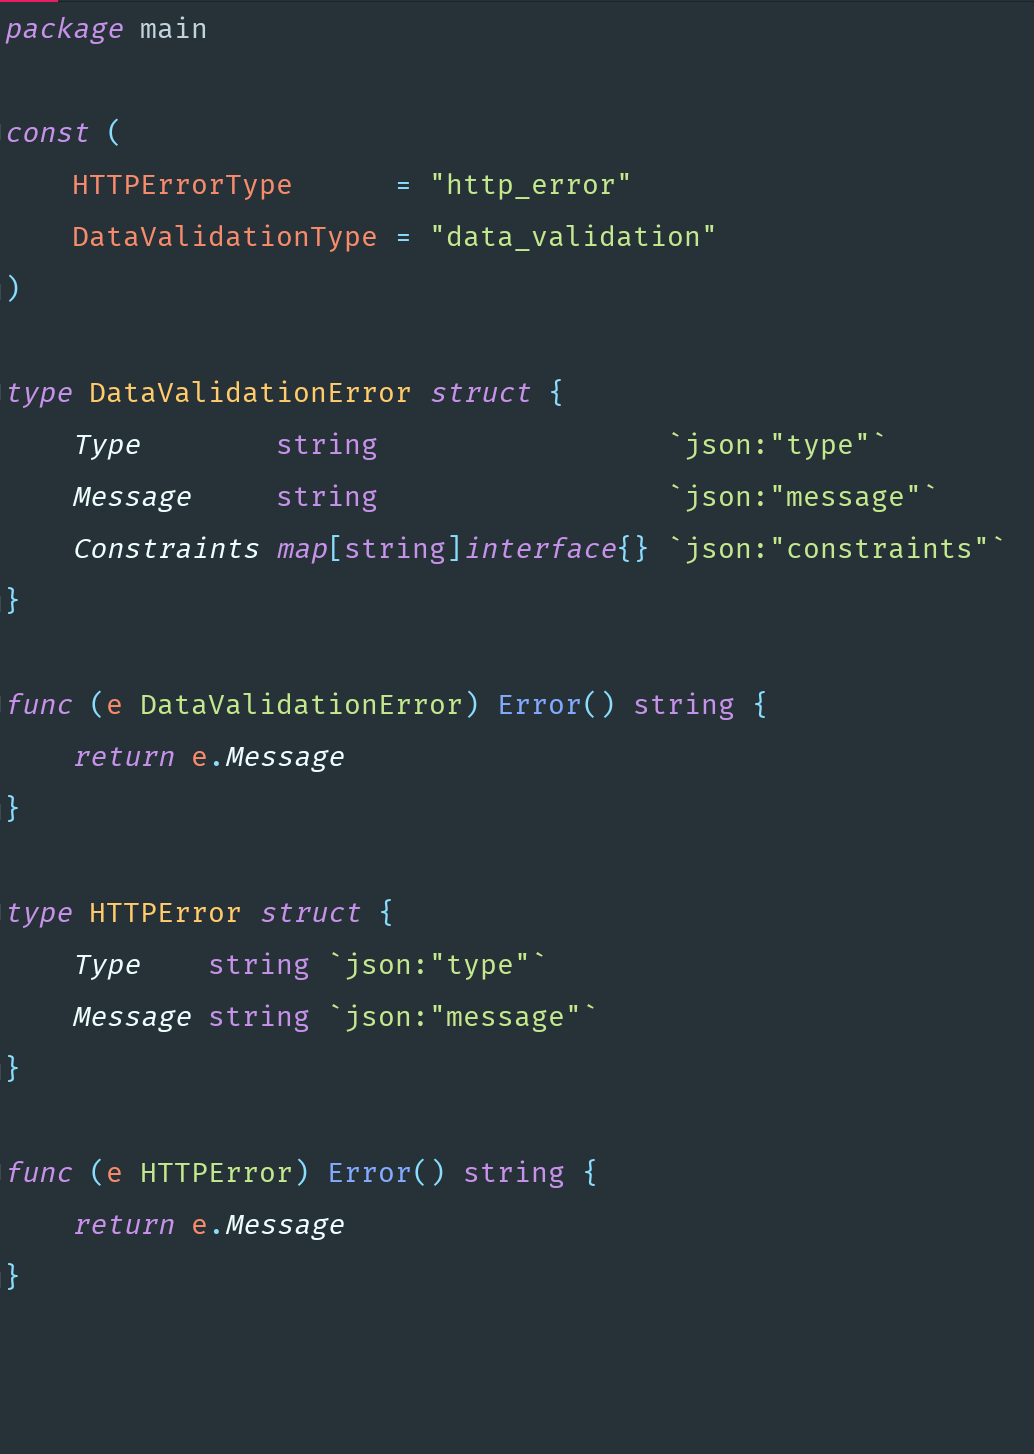 package main
const (
    HTTPErrorType      = "http_error"
    DataValidationType = "data_validation"
)
type DataValidationError struct {
    Type        string                 `json:"type"`
    Message     string                 `json:"message"`
    Constraints map[string]interface{} `json:"constraints"`
}
func (e DataValidationError) Error() string {
    return e.Message
}
type HTTPError struct {
    Type    string `json:"type"`
    Message string `json:"message"`
}
func (e HTTPError) Error() string {
    return e.Message
}